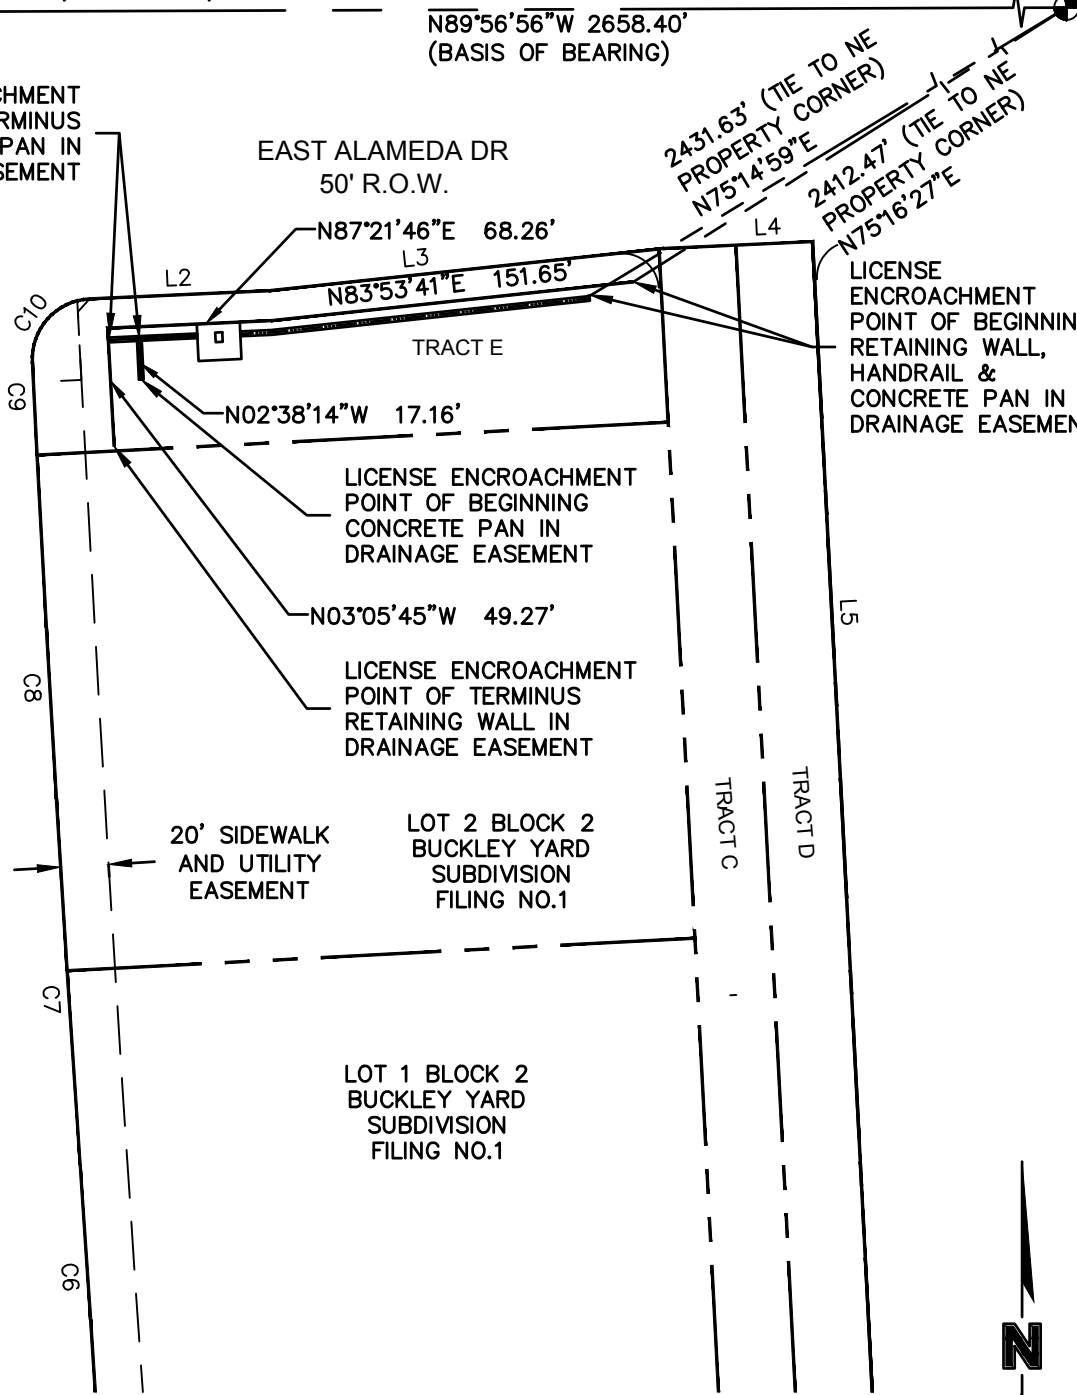 N89°56'56"W 2658.40'
(BASIS OF BEARING)
2431.63' (TIE TO NE
PROPERTY CORNER)
N75°14'59"E
2412.47' (TIE TO NE
PROPERTY CORNER)
N75°16'27"E
CHMENT
RMINUS
PAN IN
SEMENT
EAST ALAMEDA DR
50' R.O.W.
N87°21'46"E 68.26'
L2
L3
L4
N83°53'41"E 151.65'
TRACT E
C10
C9
LICENSE
ENCROACHMENT
POINT OF BEGINNIN
RETAINING WALL,
HANDRAIL &
CONCRETE PAN IN
DRAINAGE EASEMEN
N02°38'14"W 17.16'
LICENSE ENCROACHMENT
POINT OF BEGINNING
CONCRETE PAN IN
DRAINAGE EASEMENT
N03°05'45"W 49.27'
L5
LICENSE ENCROACHMENT
POINT OF TERMINUS
RETAINING WALL IN
DRAINAGE EASEMENT
C8
20' SIDEWALK
AND UTILITY
EASEMENT
LOT 2 BLOCK 2
BUCKLEY YARD
SUBDIVISION
FILING NO.1
TRACT C
TRACT D
C7
LOT 1 BLOCK 2
BUCKLEY YARD
SUBDIVISION
FILING NO.1
C6
N